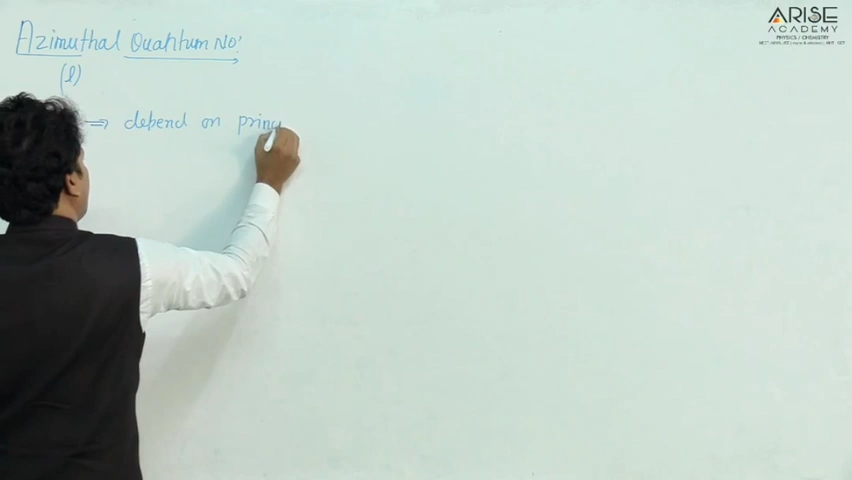 Azimuthal Quantum No:
(l)
⇒ depend on princ
ARISE
ACADEMY
PHYSICS / CHEMISTRY